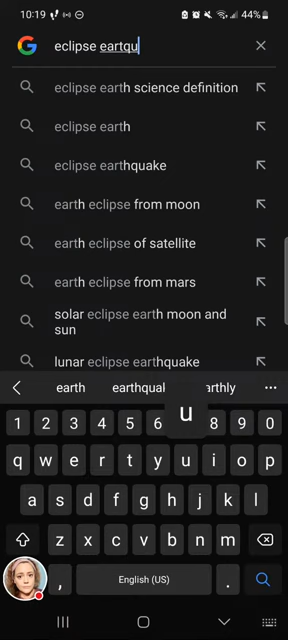 10:19 44%
eclipse eartqu
eclipse earth science definition
eclipse earth
eclipse earthquake
earth eclipse from moon
earth eclipse of satellite
earth eclipse from mars
solar eclipse earth moon and
sun
lunar eclipse earthquake
earth earthqual arthly
u
1 2 3 4 5 6 8 9 0
q w e r t y u i o p
a s d f g h j k l
z x c v b n m
, English (US) .